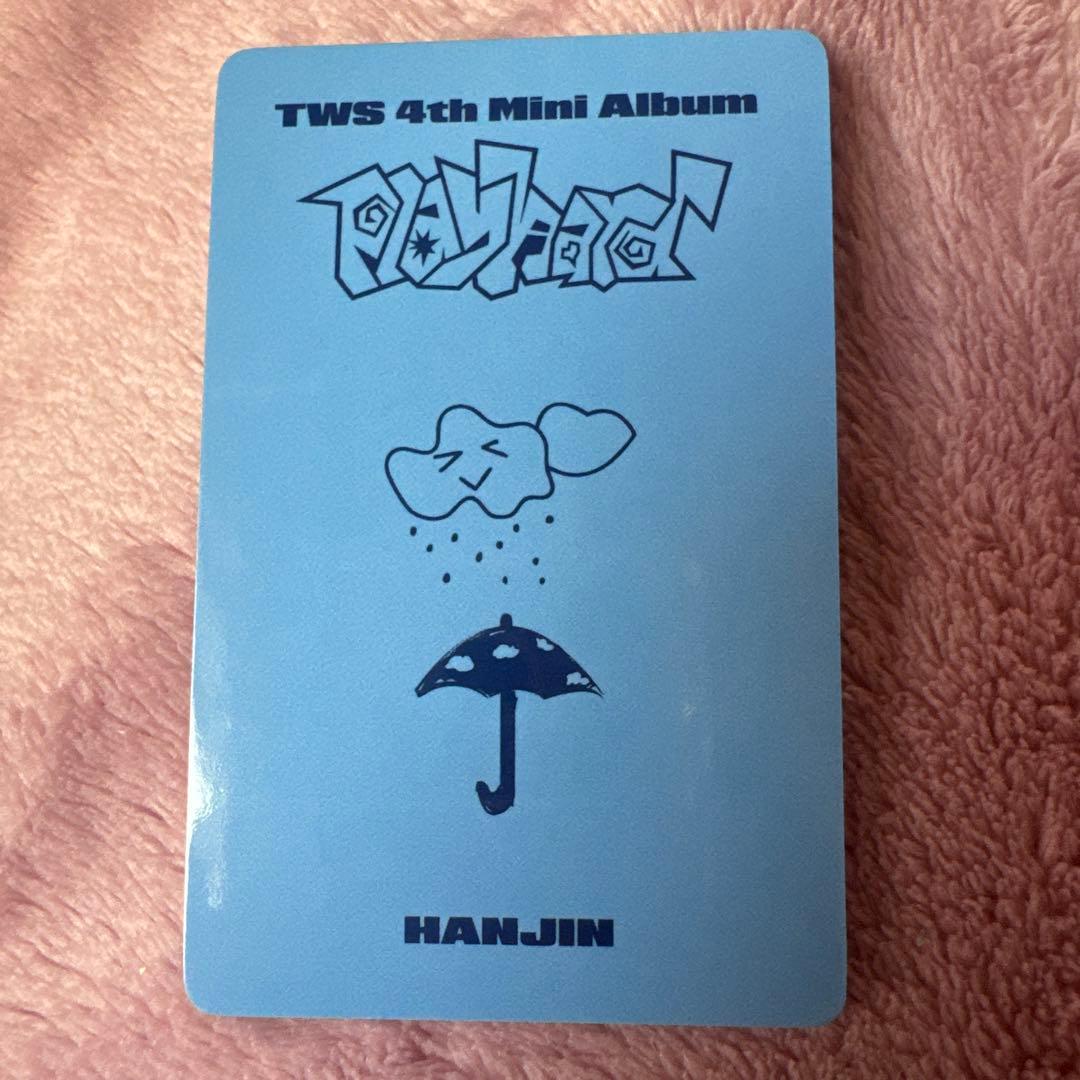 TWS 4th Mini Album
Play hard
HANJIN